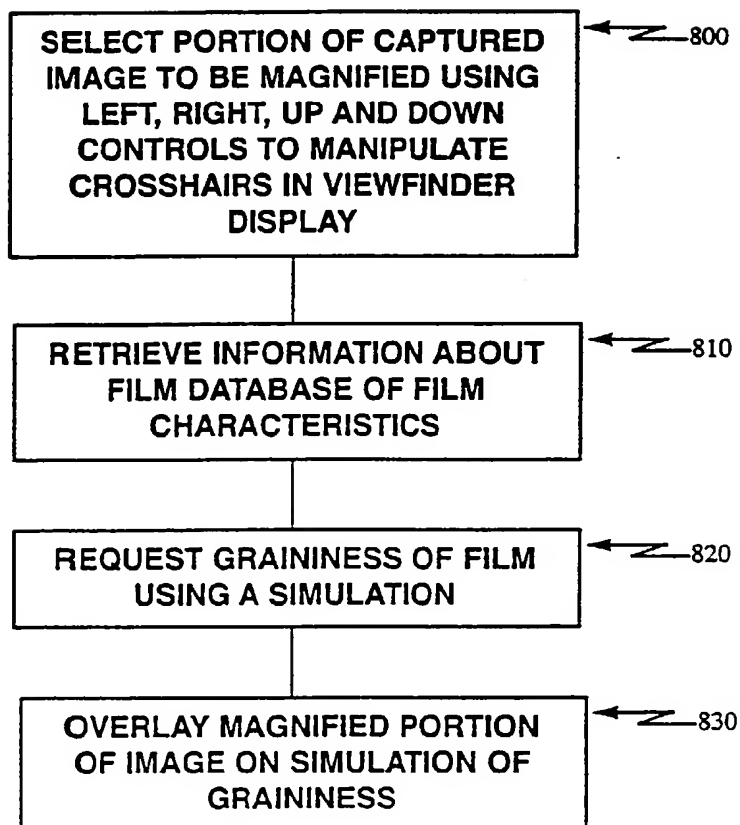 SELECT PORTION OF CAPTURED
IMAGE TO BE MAGNIFIED USING
LEFT, RIGHT, UP AND DOWN
CONTROLS TO MANIPULATE
CROSSHAIRS IN VIEWFINDER
DISPLAY
800
RETRIEVE INFORMATION ABOUT
FILM DATABASE OF FILM
CHARACTERISTICS
810
REQUEST GRAININESS OF FILM
USING A SIMULATION
820
OVERLAY MAGNIFIED PORTION
OF IMAGE ON SIMULATION OF
GRAININESS
830